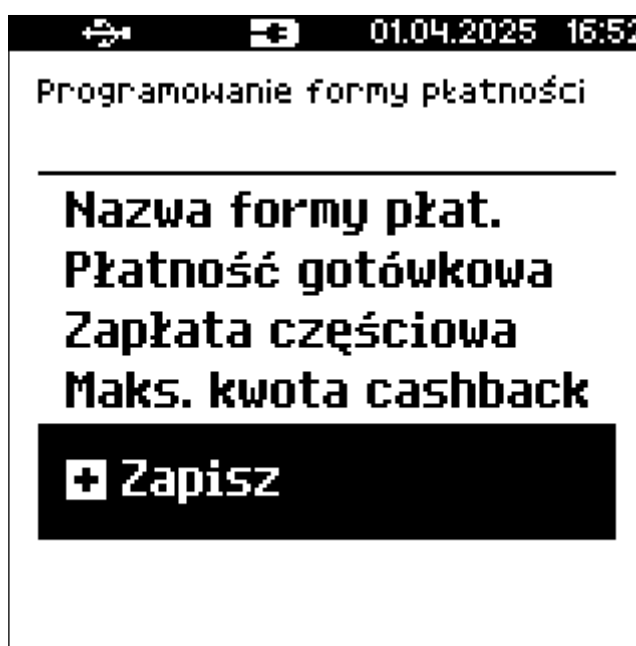 01.04.2025 16:52
Programowanie formy płatności
Nazwa formy płat.
Płatność gotówkowa
Zapłata częściowa
Maks. kwota cashback
Zapisz